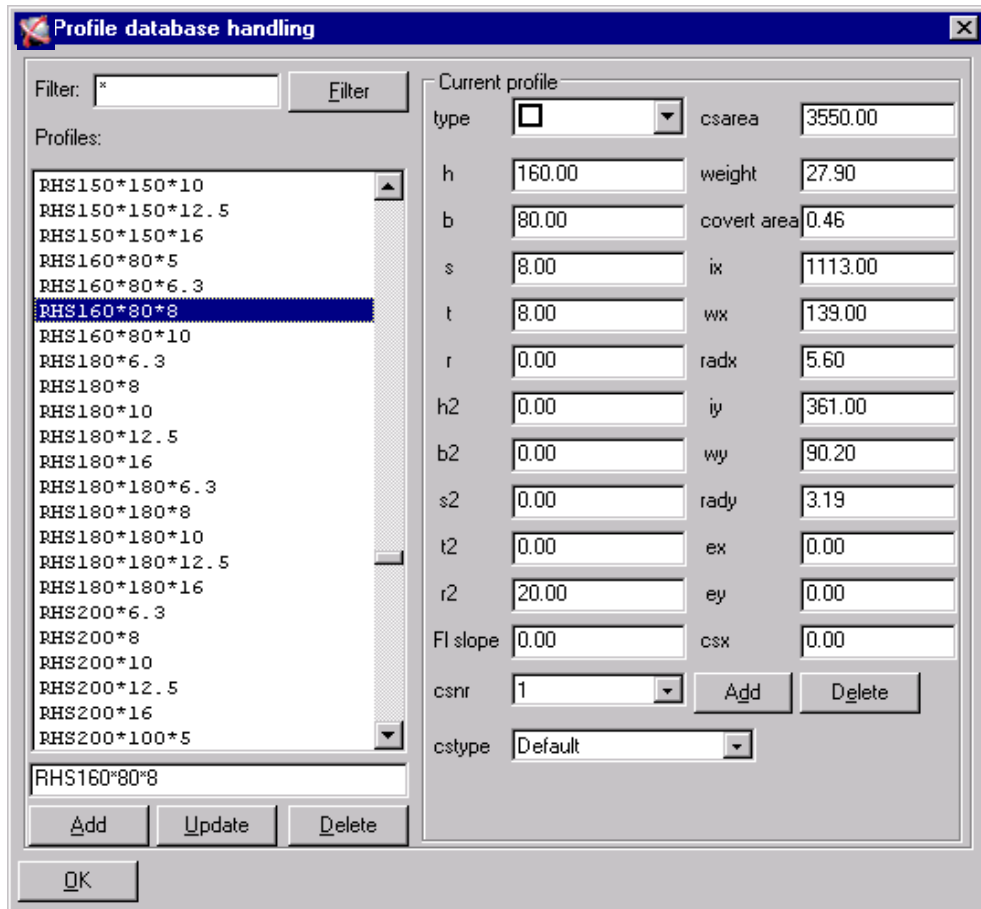 Profile database handling
Filter: * Filter
Profiles:
RHS150*150*10
RHS150*150*12.5
RHS150*150*16
RHS160*80*5
RHS160*80*6.3
RHS160*80*8
RHS160*80*10
RHS180*6.3
RHS180*8
RHS180*10
RHS180*12.5
RHS180*16
RHS180*180*6.3
RHS180*180*8
RHS180*180*10
RHS180*180*12.5
RHS180*180*16
RHS200*6.3
RHS200*8
RHS200*10
RHS200*12.5
RHS200*16
RHS200*100*5
RHS160*80*8
Add Update Delete
OK
Current profile
type csarea 3550.00
h 160.00 weight 27.90
b 80.00 covert area 0.46
s 8.00 ix 1113.00
t 8.00 wx 139.00
r 0.00 radx 5.60
h2 0.00 iy 361.00
b2 0.00 wy 90.20
s2 0.00 rady 3.19
t2 0.00 ex 0.00
r2 20.00 ey 0.00
Fl slope 0.00 csx 0.00
csnr 1 Add Delete
cstype Default